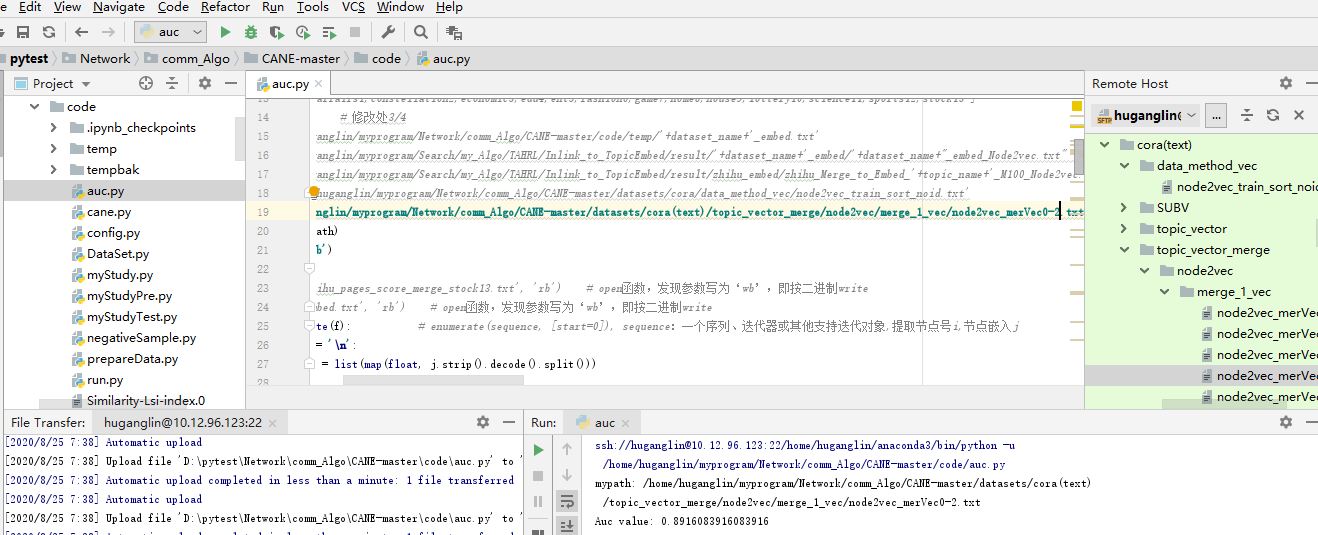 e Edit View Navigate Code Refactor Run Tools VCS Window Help
auc
pytest Network comm_Algo CANE-master code auc.py
Project
code
.ipynb_checkpoints
temp
tempbak
auc.py
cane.py
config.py
DataSet.py
myStudy.py
myStudyPre.py
myStudyTest.py
negativeSample.py
prepareData.py
run.py
Similarity-Lsi-index.0
auc.py
14 # 修改处3/4
15 anglin/myprogram/Network/comm_Algo/CANE-master/code/temp/'+dataset_name+'_embed.txt'
16 anglin/myprogram/Search/my_Algo/TAHRL/Inlink_to_TopicEmbed/result/"+dataset_name+'_embed/"+dataset_name+"_embed_Node2vec.txt"
17 anglin/myprogram/Search/my_Algo/TAHRL/Inlink_to_TopicEmbed/result/zhihu_embed/zhihu_Merge_to_Embed_'+topic_name+'_M100_Node2vec
18 huganglin/myprogram/Network/comm_Algo/CANE-master/datasets/cora/data_method_vec/node2vec_train_sort_noid.txt'
19 nglin/myprogram/Network/comm_Algo/CANE-master/datasets/cora(text)/topic_vector_merge/node2vec/merge_1_vec/node2vec_merVec0-2.txt
20 ath)
21 b')
22
23 ihu_pages_score_merge_stock13.txt', 'rb') # open函数，发现参数写为‘wb’，即按二进制write
24 bed.txt', 'rb') # open函数，发现参数写为‘wb’，即按二进制write
25 te(f): # enumerate(sequence, [start=0]), sequence：一个序列、迭代器或其他支持迭代对象,提取节点号i,节点嵌入j
26 = '\n':
27 = list(map(float, j.strip().decode().split()))
28
Remote Host
huganglin@ ...
cora(text)
data_method_vec
node2vec_train_sort_noid
SUBV
topic_vector
topic_vector_merge
node2vec
merge_1_vec
node2vec_merVe
node2vec_merVe
node2vec_merVe
node2vec_merVe
node2vec_merVe
File Transfer: huganglin@10.12.96.123:22
[2020/8/25 7:38] Automatic upload
[2020/8/25 7:38] Upload file 'D:\pytest\Network\comm_Algo\CANE-master\code\auc.py' to '
[2020/8/25 7:38] Automatic upload completed in less than a minute: 1 file transferred
[2020/8/25 7:38] Automatic upload
[2020/8/25 7:38] Upload file 'D:\pytest\Network\comm_Algo\CANE-master\code\auc.py' to '
Run: auc
ssh://huganglin@10.12.96.123:22/home/huganglin/anaconda3/bin/python -u
/home/huganglin/myprogram/Network/comm_Algo/CANE-master/code/auc.py
mypath: /home/huganglin/myprogram/Network/comm_Algo/CANE-master/datasets/cora(text)
/topic_vector_merge/node2vec/merge_1_vec/node2vec_merVec0-2.txt
Auc value: 0.8916083916083916